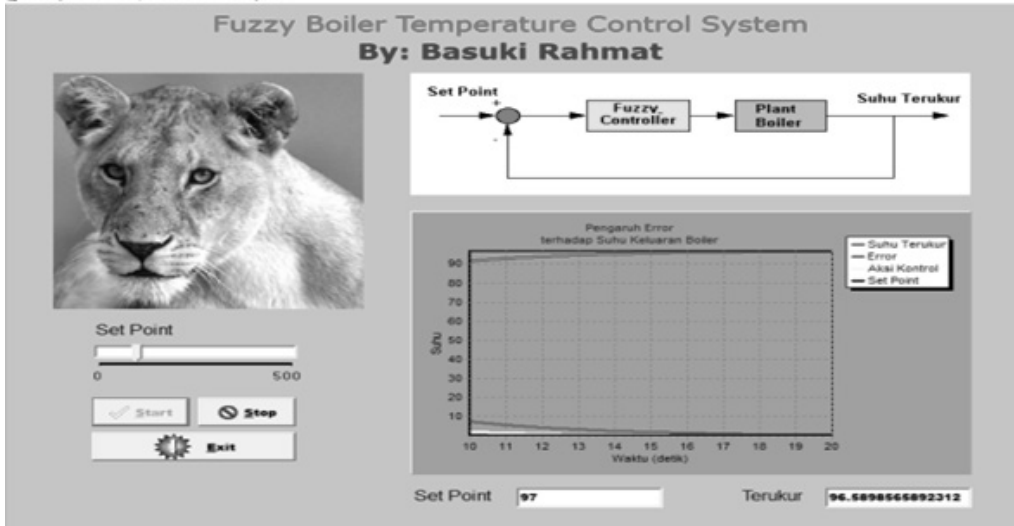 Fuzzy Boiler Temperature Control System
By: Basuki Rahmat
Set Point
+
-
Fuzzy
Controller
Plant
Boiler
Suhu Terukur
Pengaruh Error
terhadap Suhu Keluaran Boiler
Suhu
90
80
70
60
50
40
30
20
10
10 11 12 13 14 15 16 17 18 19 20
Waktu (detik)
Suhu Terukur
Error
Aksi Kontrol
Set Point
Set Point
0 500
Start
Stop
Exit
Set Point 97
Terukur 96.5898565892312